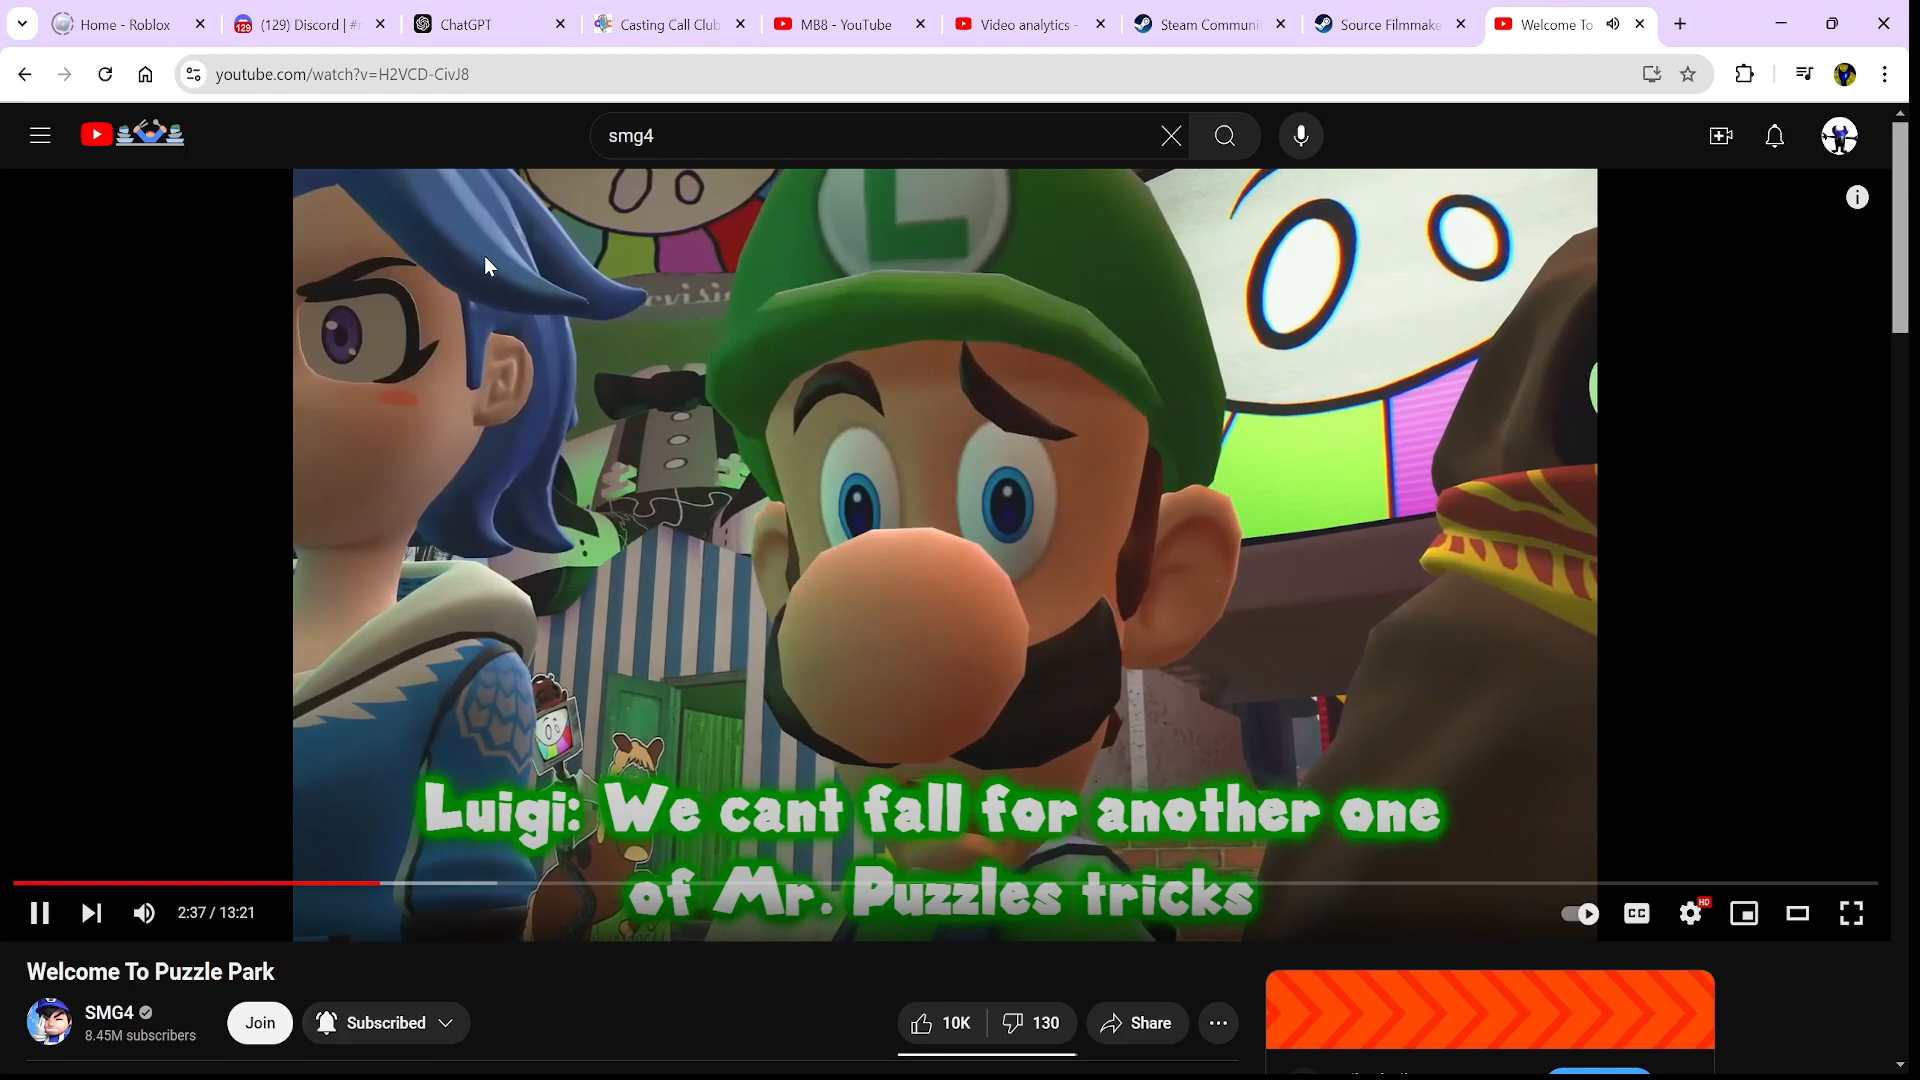 Home - Roblox
(129) Discord | #r
ChatGPT
Casting Call Club
MB8 - YouTube
Video analytics -
Steam Communi
Source Filmmake
Welcome To
youtube.com/watch?v=H2VCD-CivJ8
smg4
L
Luigi: We cant fall for another one
of Mr. Puzzles tricks
2:37 / 13:21
CC
HD
Welcome To Puzzle Park
SMG4
8.45M subscribers
Join
Subscribed
10K
130
Share